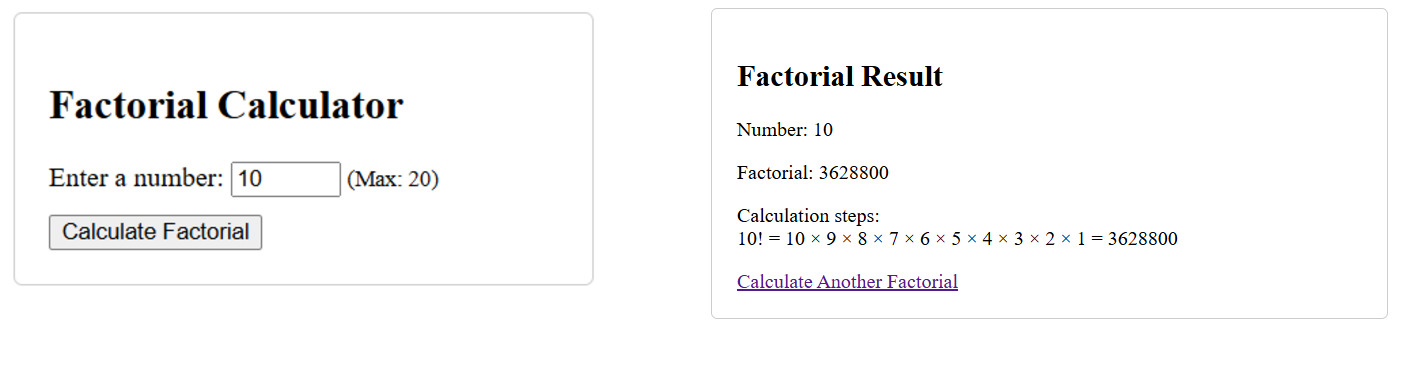 Factorial Calculator
Enter a number: 10 (Max: 20)
Calculate Factorial
Factorial Result
Number: 10
Factorial: 3628800
Calculation steps:
10! = 10 × 9 × 8 × 7 × 6 × 5 × 4 × 3 × 2 × 1 = 3628800
Calculate Another Factorial